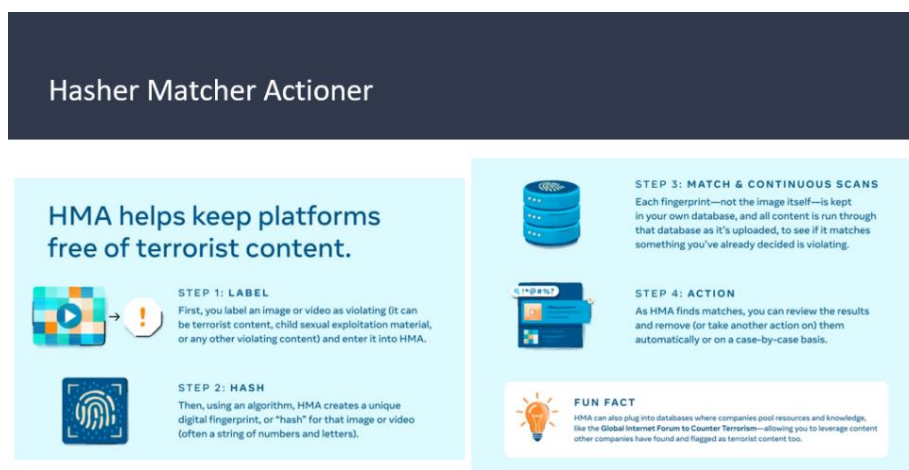 Hasher Matcher Actioner
HMA helps keep platforms
free of terrorist content.
STEP 1: LABEL
First, you label an image or video as violating (it can
be terrorist content, child sexual exploitation material,
or any other violating content) and enter it into HMA.
STEP 2: HASH
Then, using an algorithm, HMA creates a unique
digital fingerprint, or “hash” for that image or video
(often a string of numbers and letters).
STEP 3: MATCH & CONTINUOUS SCANS
Each fingerprint—not the image itself—is kept
in your own database, and all content is run through
that database as it’s uploaded, to see if it matches
something you’ve already decided is violating.
!*@#%?
STEP 4: ACTION
As HMA finds matches, you can review the results
and remove (or take another action on) them
automatically or on a case-by-case basis.
FUN FACT
HMA can also plug into databases where companies pool resources and knowledge,
like the Global Internet Forum to Counter Terrorism—allowing you to leverage content
other companies have found and flagged as terrorist content too.